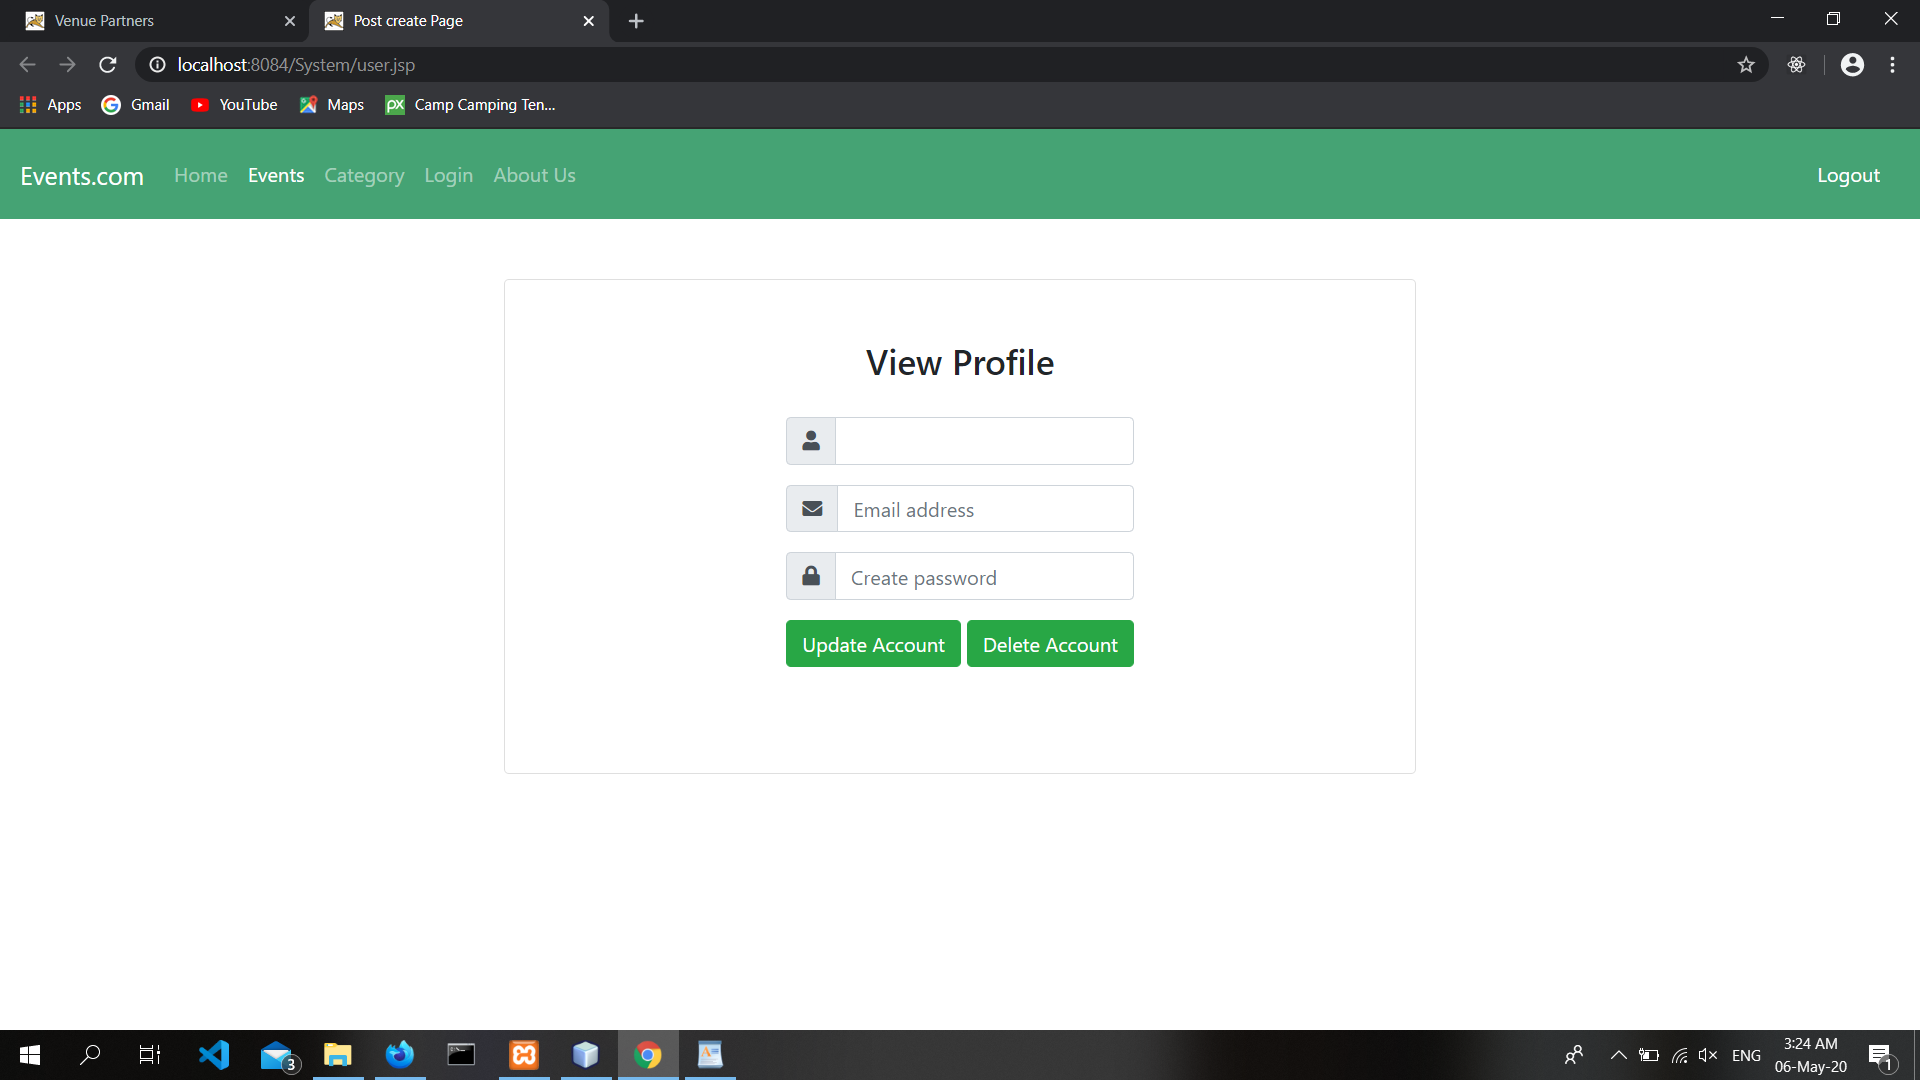 Venue Partners
Post create Page
localhost:8084/System/user.jsp
Apps
Gmail
YouTube
Maps
px
Camp Camping Ten...
Events.com
Home
Events
Category
Login
About Us
Logout
View Profile
Email address
Create password
Update Account
Delete Account
3
ENG
3:24 AM
06-May-20
1